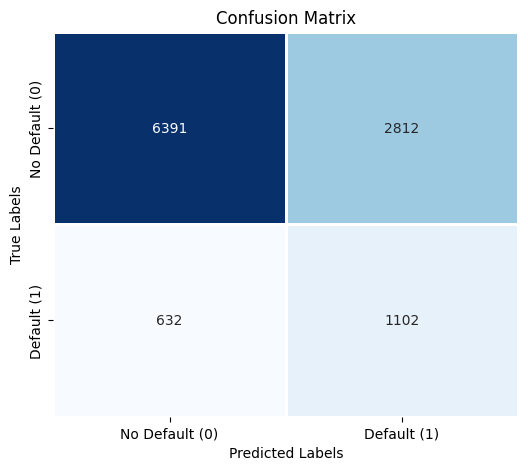 Confusion Matrix
True Labels
No Default (0)
6391
2812
Default (1)
632
1102
No Default (0)
Default (1)
Predicted Labels